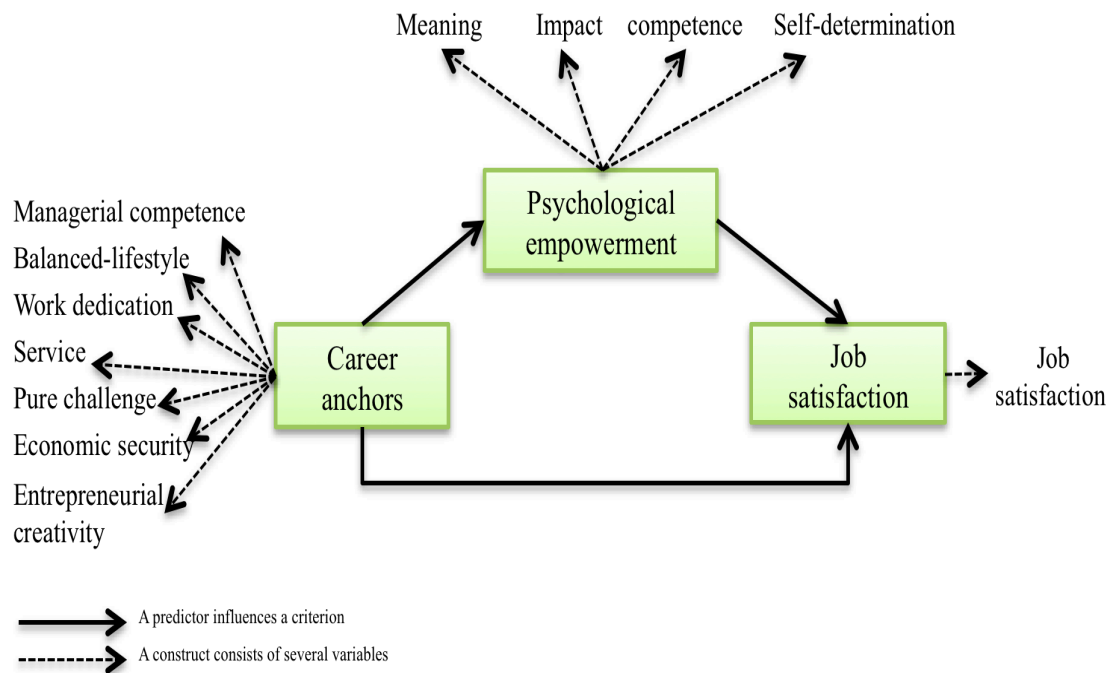 Meaning Impact competence Self-determination
Psychological
empowerment
Managerial competence
Balanced-lifestyle
Work dedication
Service
Pure challenge
Economic security
Entrepreneurial
creativity
Career
anchors
Job
satisfaction
Job
satisfaction
A predictor influences a criterion
A construct consists of several variables